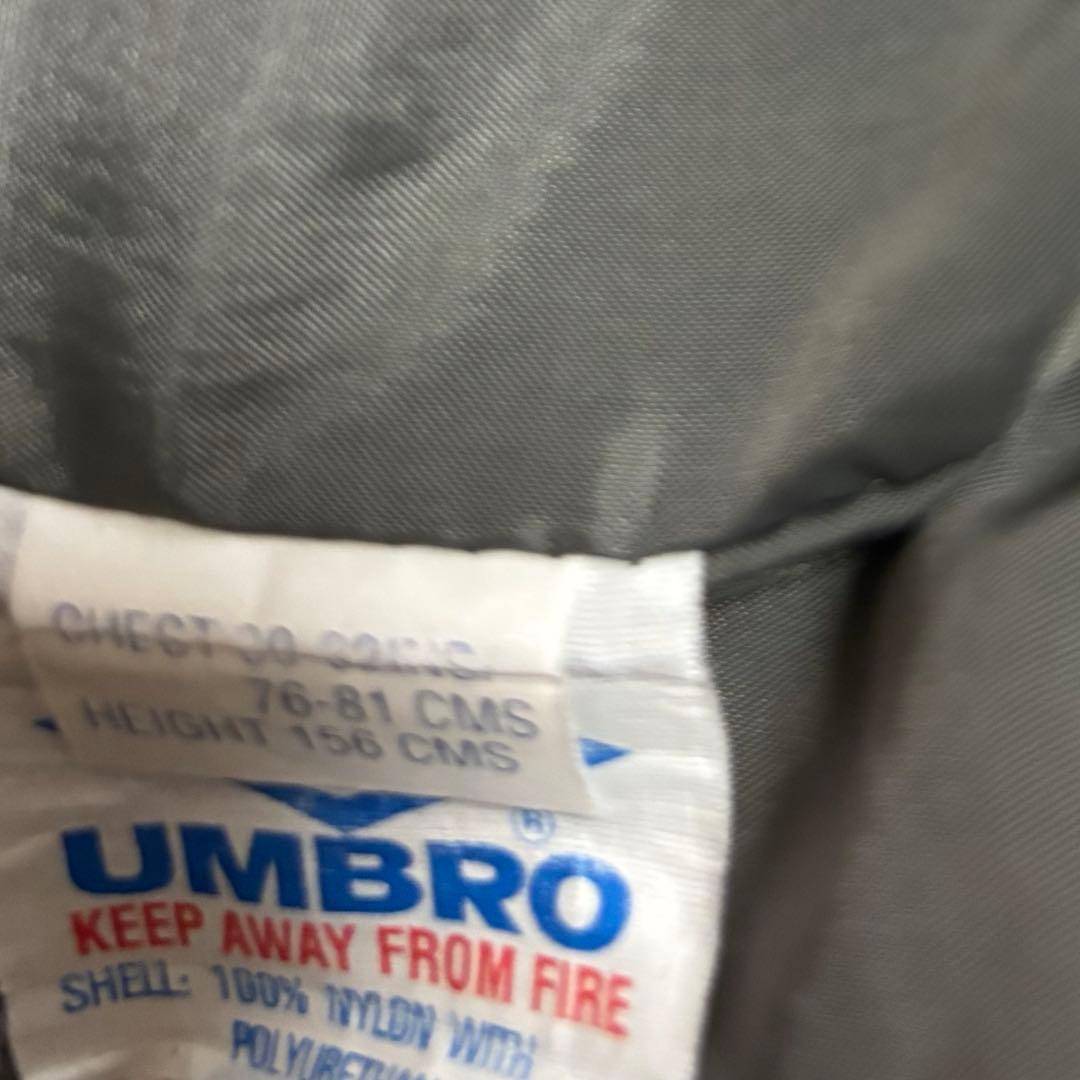 CHEST 30-32INS.
76-81 CMS
HEIGHT 156 CMS
®
UMBRO
KEEP AWAY FROM FIRE
SHELL: 100% NYLON WITH